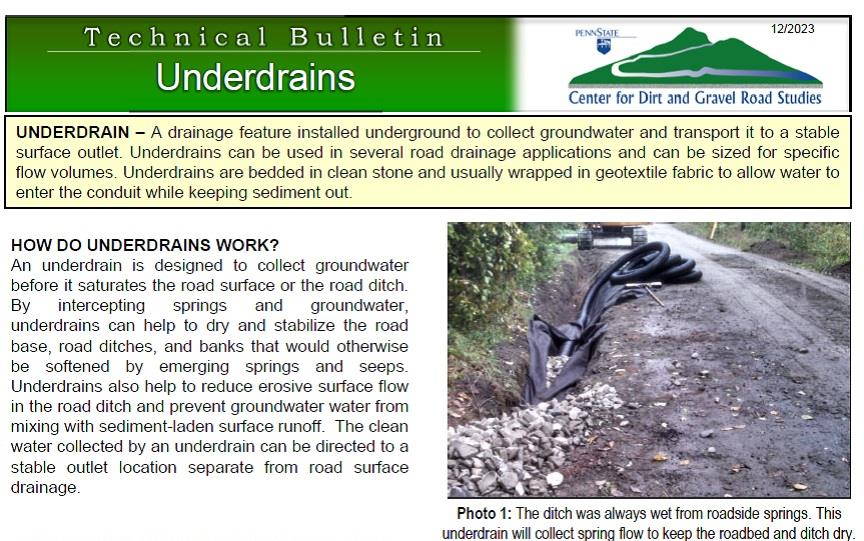 Technical Bulletin
Underdrains
PENNSTATE
12/2023
Center for Dirt and Gravel Road Studies
UNDERDRAIN – A drainage feature installed underground to collect groundwater and transport it to a stable
surface outlet. Underdrains can be used in several road drainage applications and can be sized for specific
flow volumes. Underdrains are bedded in clean stone and usually wrapped in geotextile fabric to allow water to
enter the conduit while keeping sediment out.
HOW DO UNDERDRAINS WORK?
An underdrain is designed to collect groundwater
before it saturates the road surface or the road ditch.
By intercepting springs and groundwater,
underdrains can help to dry and stabilize the road
base, road ditches, and banks that would otherwise
be softened by emerging springs and seeps.
Underdrains also help to reduce erosive surface flow
in the road ditch and prevent groundwater water from
mixing with sediment-laden surface runoff. The clean
water collected by an underdrain can be directed to a
stable outlet location separate from road surface
drainage.
Photo 1: The ditch was always wet from roadside springs. This
underdrain will collect spring flow to keep the roadbed and ditch dry.